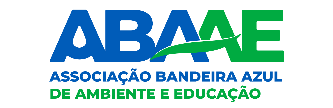 ABAAE
ASSOCIAÇÃO BANDEIRA AZUL
DE AMBIENTE E EDUCAÇÃO